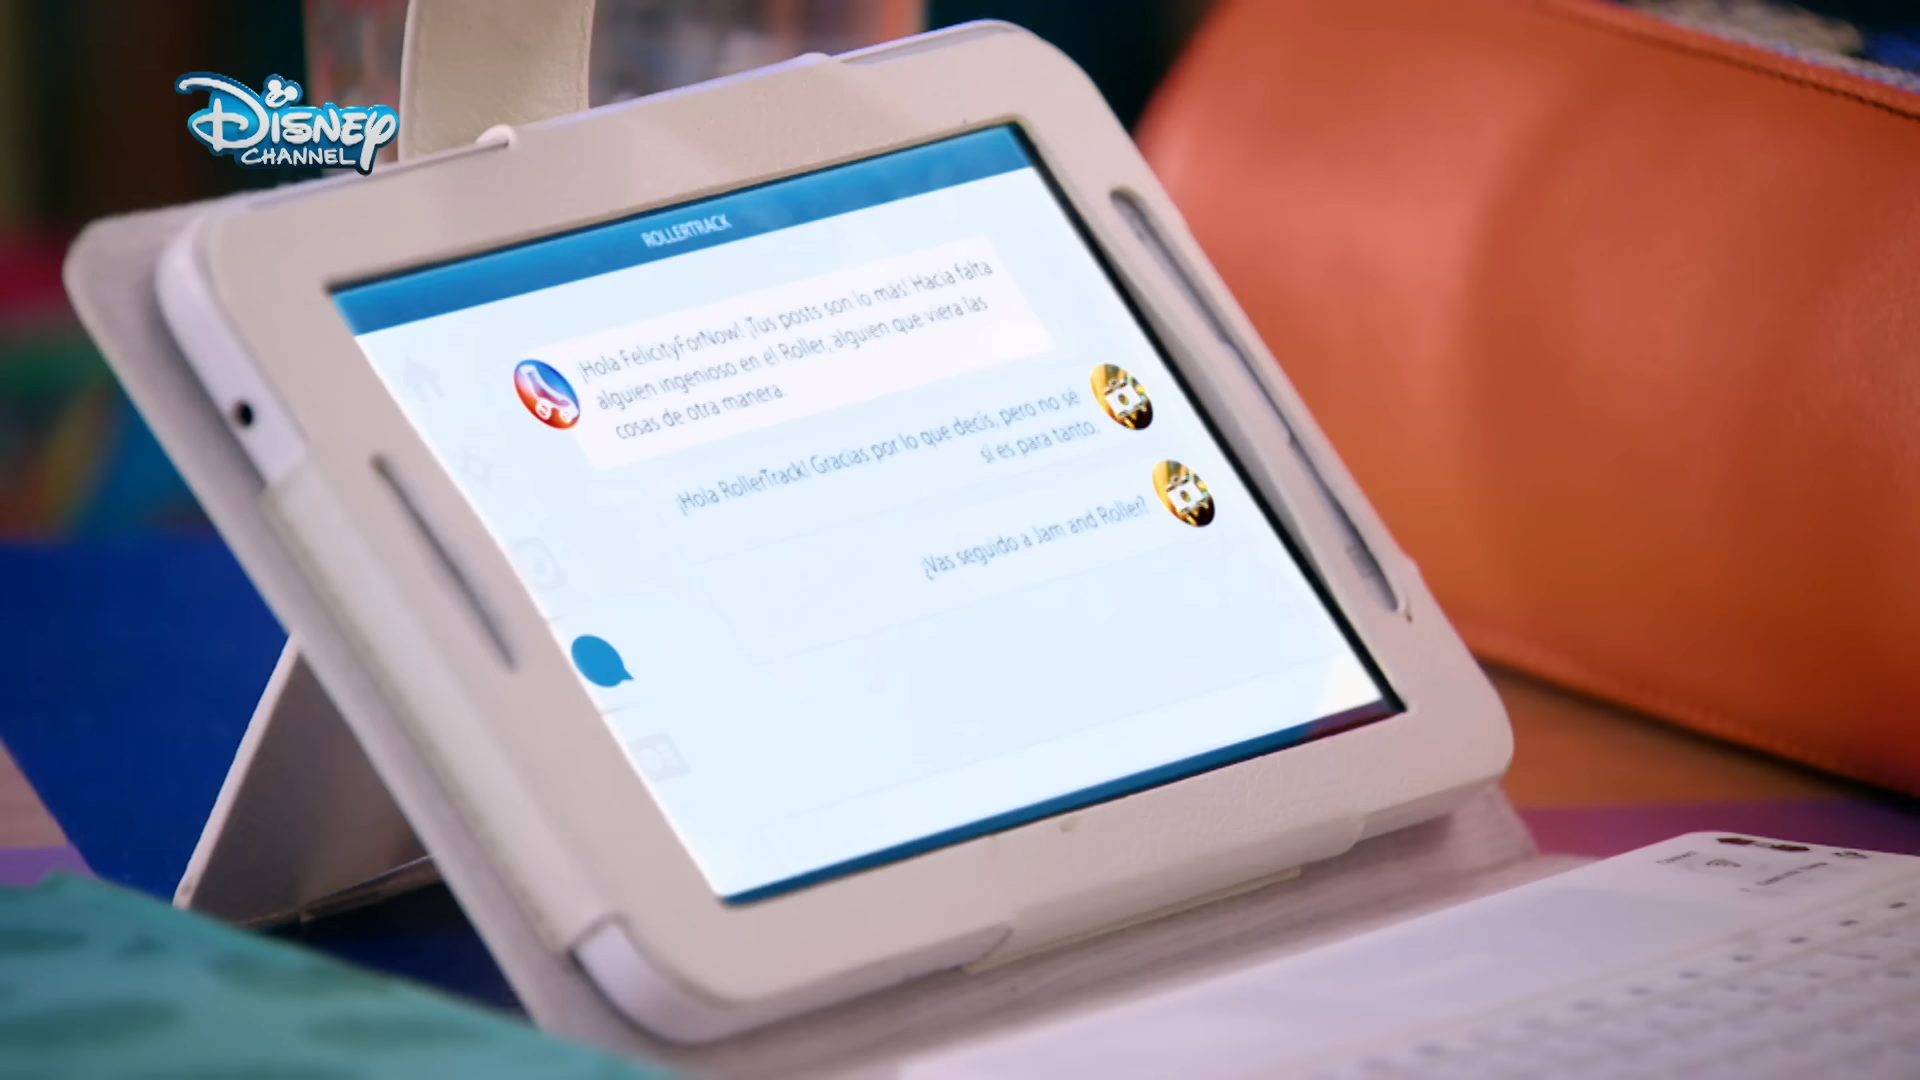 DISNEY
CHANNEL
ROLLERTRACK
¡Hola FelicityForNow! ¡Tus posts son lo más! Hacía falta
alguien ingenioso en el Roller, alguien que viera las
cosas de otra manera.
¡Hola RollerTrack! Gracias por lo que decís, pero no sé
si es para tanto.
¿Vas seguido a Jam and Roller?